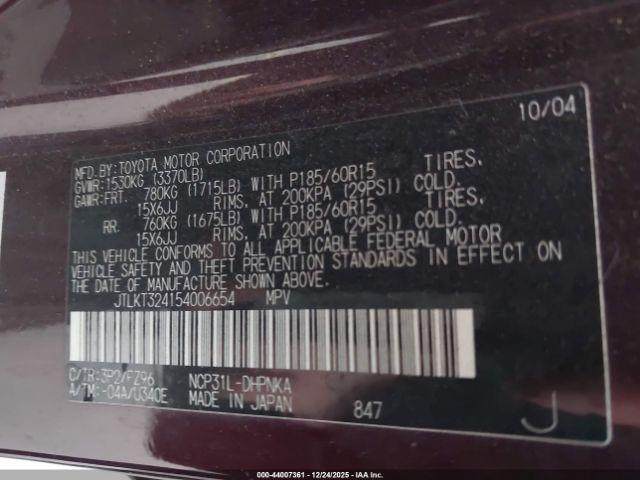 10/04
MFD.BY:TOYOTA MOTOR CORPORATION
GVWR:1530KG (3370LB)
GAWR:FRT. 780KG (1715LB) WITH P185/60R15 TIRES,
15X6JJ RIMS, AT 200KPA (29PSI) COLD.
RR. 760KG (1675LB) WITH P185/60R15 TIRES,
15X6JJ RIMS, AT 200KPA (29PSI) COLD.
THIS VEHICLE CONFORMS TO ALL APPLICABLE FEDERAL MOTOR
VEHICLE SAFETY AND THEFT PREVENTION STANDARDS IN EFFECT ON
THE DATE OF MANUFACTURE SHOWN ABOVE.
JTLKT324154006654 MPV
C/TR:3P2/FZ96 NCP31L-DHPNKA
A/TM:-04A/U340E MADE IN JAPAN 847 J
000-44007361 - 12/24/2025 - IAA Inc.